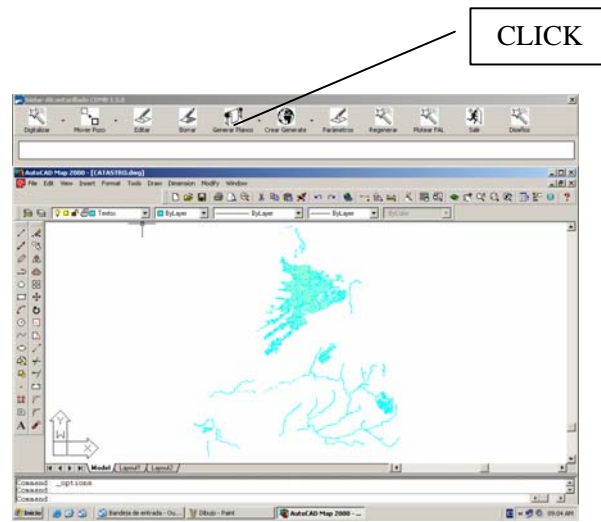 CLICK
Digitalizar Mover Pozo Editar Borrar Generar Planos Crear Generate Parámetros Regenerar Plotear PAL Salir Diseños
AutoCAD Map 2000 - [CATASTRO.dwg]
File Edit View Insert Format Tools Draw Dimension Modify Window
Textos ByLayer ByLayer ByLayer ByColor
Y
W
X
Model Layout1 Layout2
Command: _options
Command:
Command:
Inicio Bandeja de entrada - Ou... Dibujo - Paint AutoCAD Map 2000 - ... 09:04 AM